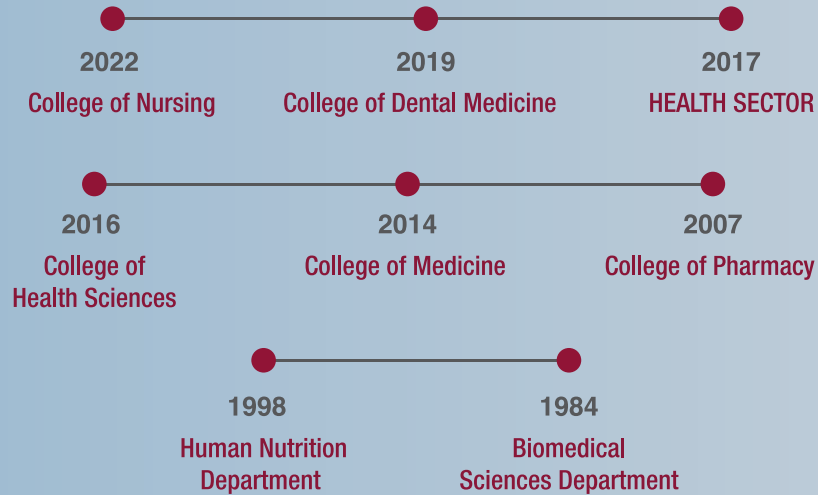 2022
College of Nursing
2019
College of Dental Medicine
2017
HEALTH SECTOR
2016
College of
Health Sciences
2014
College of Medicine
2007
College of Pharmacy
1998
Human Nutrition
Department
1984
Biomedical
Sciences Department